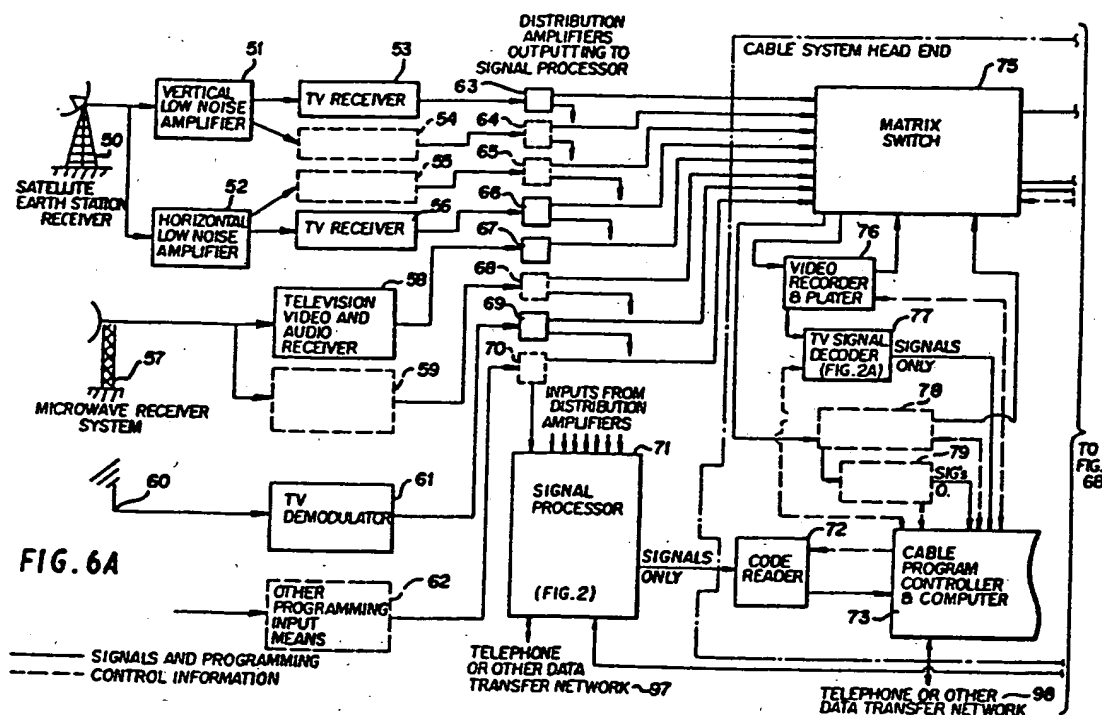 DISTRIBUTION
AMPLIFIERS
OUTPUTTING TO
SIGNAL PROCESSOR
CABLE SYSTEM HEAD END
51
53
63
75
VERTICAL
LOW NOISE
AMPLIFIER
TV RECEIVER
MATRIX
SWITCH
50
54
64
SATELLITE
EARTH STATION
RECEIVER
55
65
52
HORIZONTAL
LOW NOISE
AMPLIFIER
TV RECEIVER
56
66
67
76
VIDEO
RECORDER
& PLAYER
58
TELEVISION
VIDEO AND
AUDIO
RECEIVER
68
69
77
TV SIGNAL
DECODER
(FIG.2A)
SIGNALS
ONLY
57
MICROWAVE RECEIVER
SYSTEM
59
70
INPUTS FROM
DISTRIBUTION
AMPLIFIERS
78
79
SIG's
O.
TO
FIG.
6B
60
61
TV
DEMODULATOR
71
SIGNAL
PROCESSOR
(FIG.2)
SIGNALS
ONLY
72
CODE
READER
CABLE
PROGRAM
CONTROLLER
& COMPUTER
73
FIG.6A
62
OTHER
PROGRAMMING
INPUT
MEANS
SIGNALS AND PROGRAMMING
CONTROL INFORMATION
TELEPHONE
OR OTHER DATA
TRANSFER NETWORK 97
TELEPHONE OR OTHER 98
DATA TRANSFER NETWORK